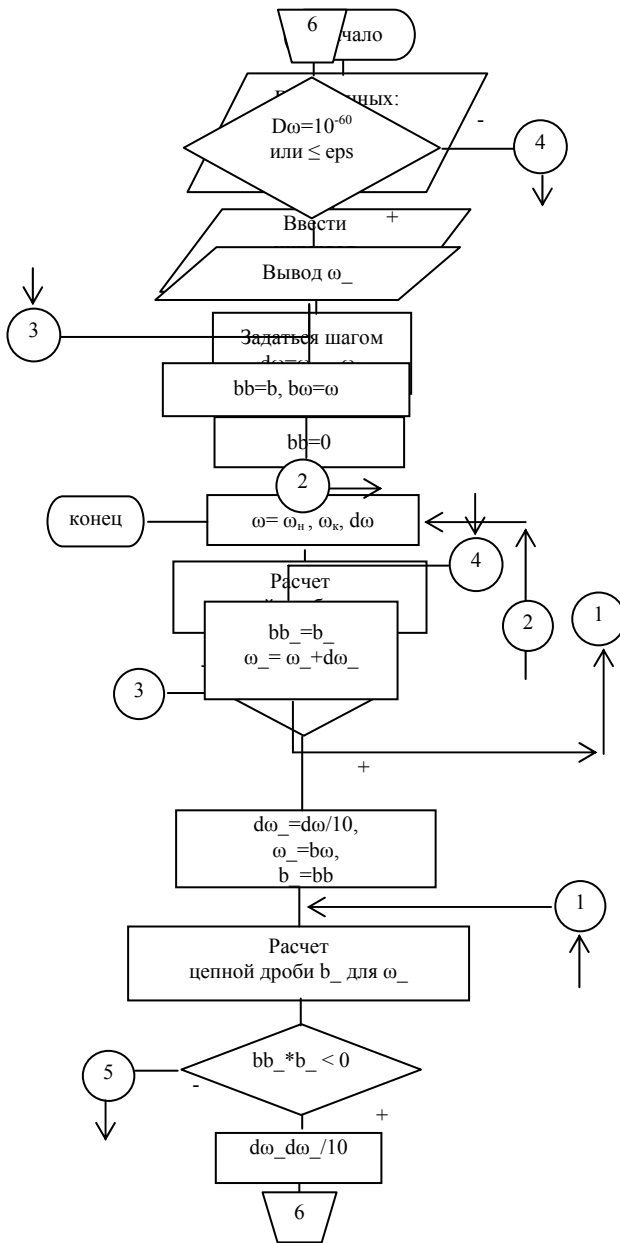 6
чало
Dω=10⁻⁶⁰
или ≤ eps
-
4
+
Ввести
Вывод ω_
3
Задаться шагом
bb=b, bω=ω
bb=0
2
конец
ω= ωн , ωк, dω
4
Расчет
2
1
bb_=b_
ω_= ω_+dω_
3
+
dω_=dω/10,
ω_=bω,
b_=bb
1
Расчет
цепной дроби b_ для ω_
bb_*b_ < 0
5
-
+
dω_dω_/10
6